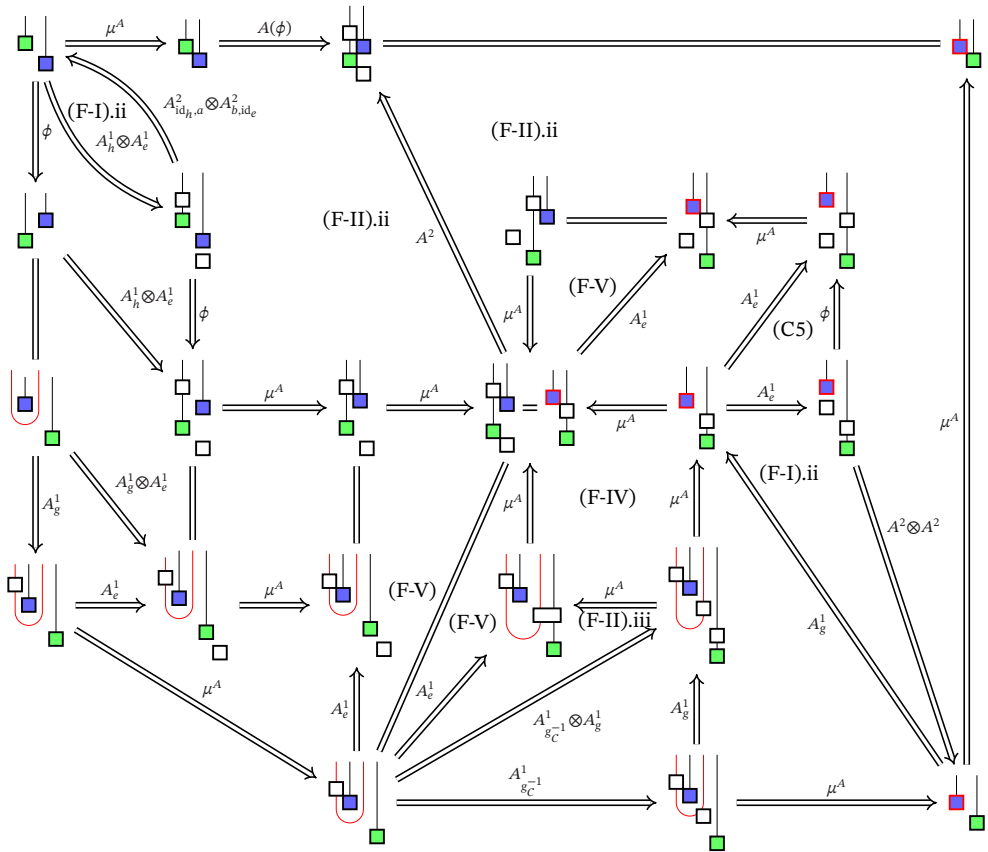 μ^A
A(ϕ)
(F-I).ii
A^2_{id_h,a}⊗A^2_{b,id_e}
ϕ
A^1_h⊗A^1_e
(F-II).ii
(F-II).ii
A^2
μ^A
(F-V)
A^1_e
A^1_h⊗A^1_e
ϕ
μ^A
A^1_e
(C5)
ϕ
μ^A
μ^A
μ^A
μ^A
A^1_e
μ^A
A^1_g
A^1_g⊗A^1_e
μ^A
(F-IV)
μ^A
(F-I).ii
A^2⊗A^2
A^1_e
μ^A
(F-V)
(F-V)
μ^A
(F-II).iii
A^1_g
μ^A
A^1_e
A^1_e
A^1_{g_C^{-1}}⊗A^1_g
A^1_g
A^1_{g_C^{-1}}
μ^A